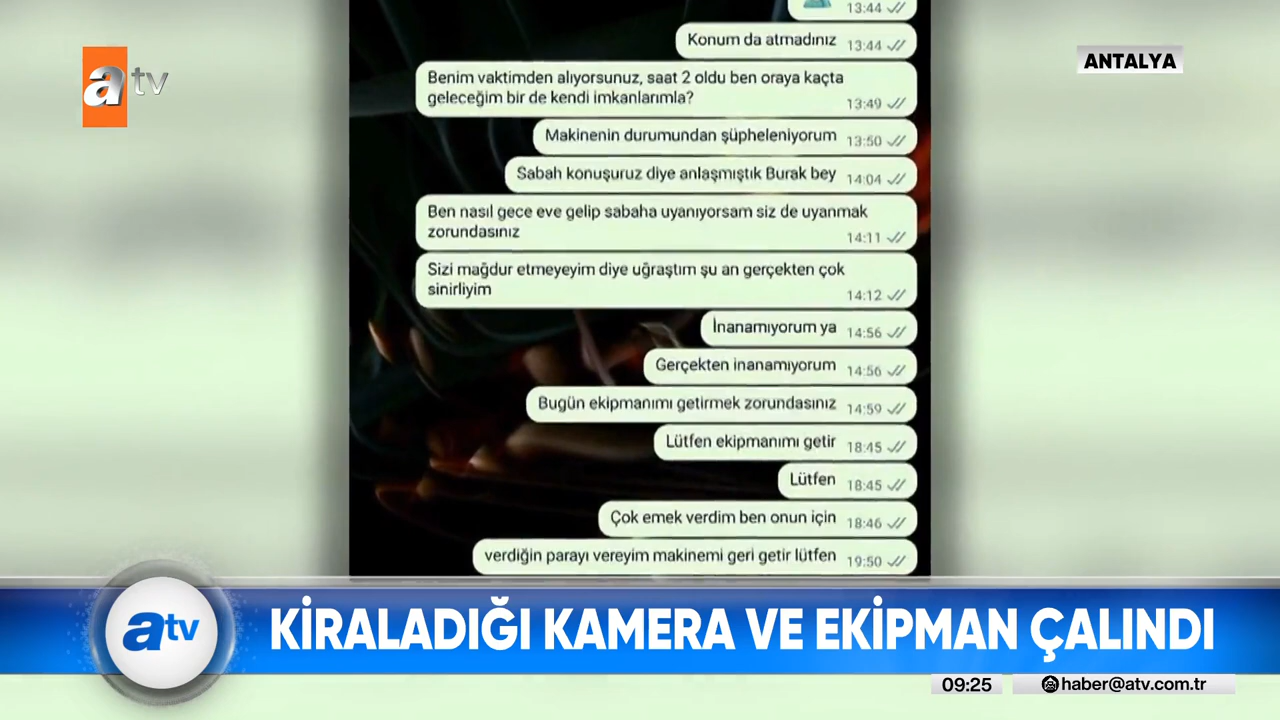 13:44
Konum da atmadınız 13:44
a tv
ANTALYA
Benim vaktimden alıyorsunuz, saat 2 oldu ben oraya kaçta
geleceğim bir de kendi imkanlarımla?
13:49
Makinenin durumundan şüpheleniyorum 13:50
Sabah konuşuruz diye anlaşmıştık Burak bey 14:04
Ben nasıl gece eve gelip sabaha uyanıyorsam siz de uyanmak
zorundasınız 14:11
Sizi mağdur etmeyeyim diye uğraştım şu an gerçekten çok
sinirliyim 14:12
İnanamıyorum ya 14:56
Gerçekten inanamıyorum 14:56
Bugün ekipmanımı getirmek zorundasınız 14:59
Lütfen ekipmanımı getir 18:45
Lütfen 18:45
Çok emek verdim ben onun için 18:46
verdiğin parayı vereyim makinemi geri getir lütfen 19:50
atv
KİRALADIĞI KAMERA VE EKİPMAN ÇALINDI
09:25
haber@atv.com.tr